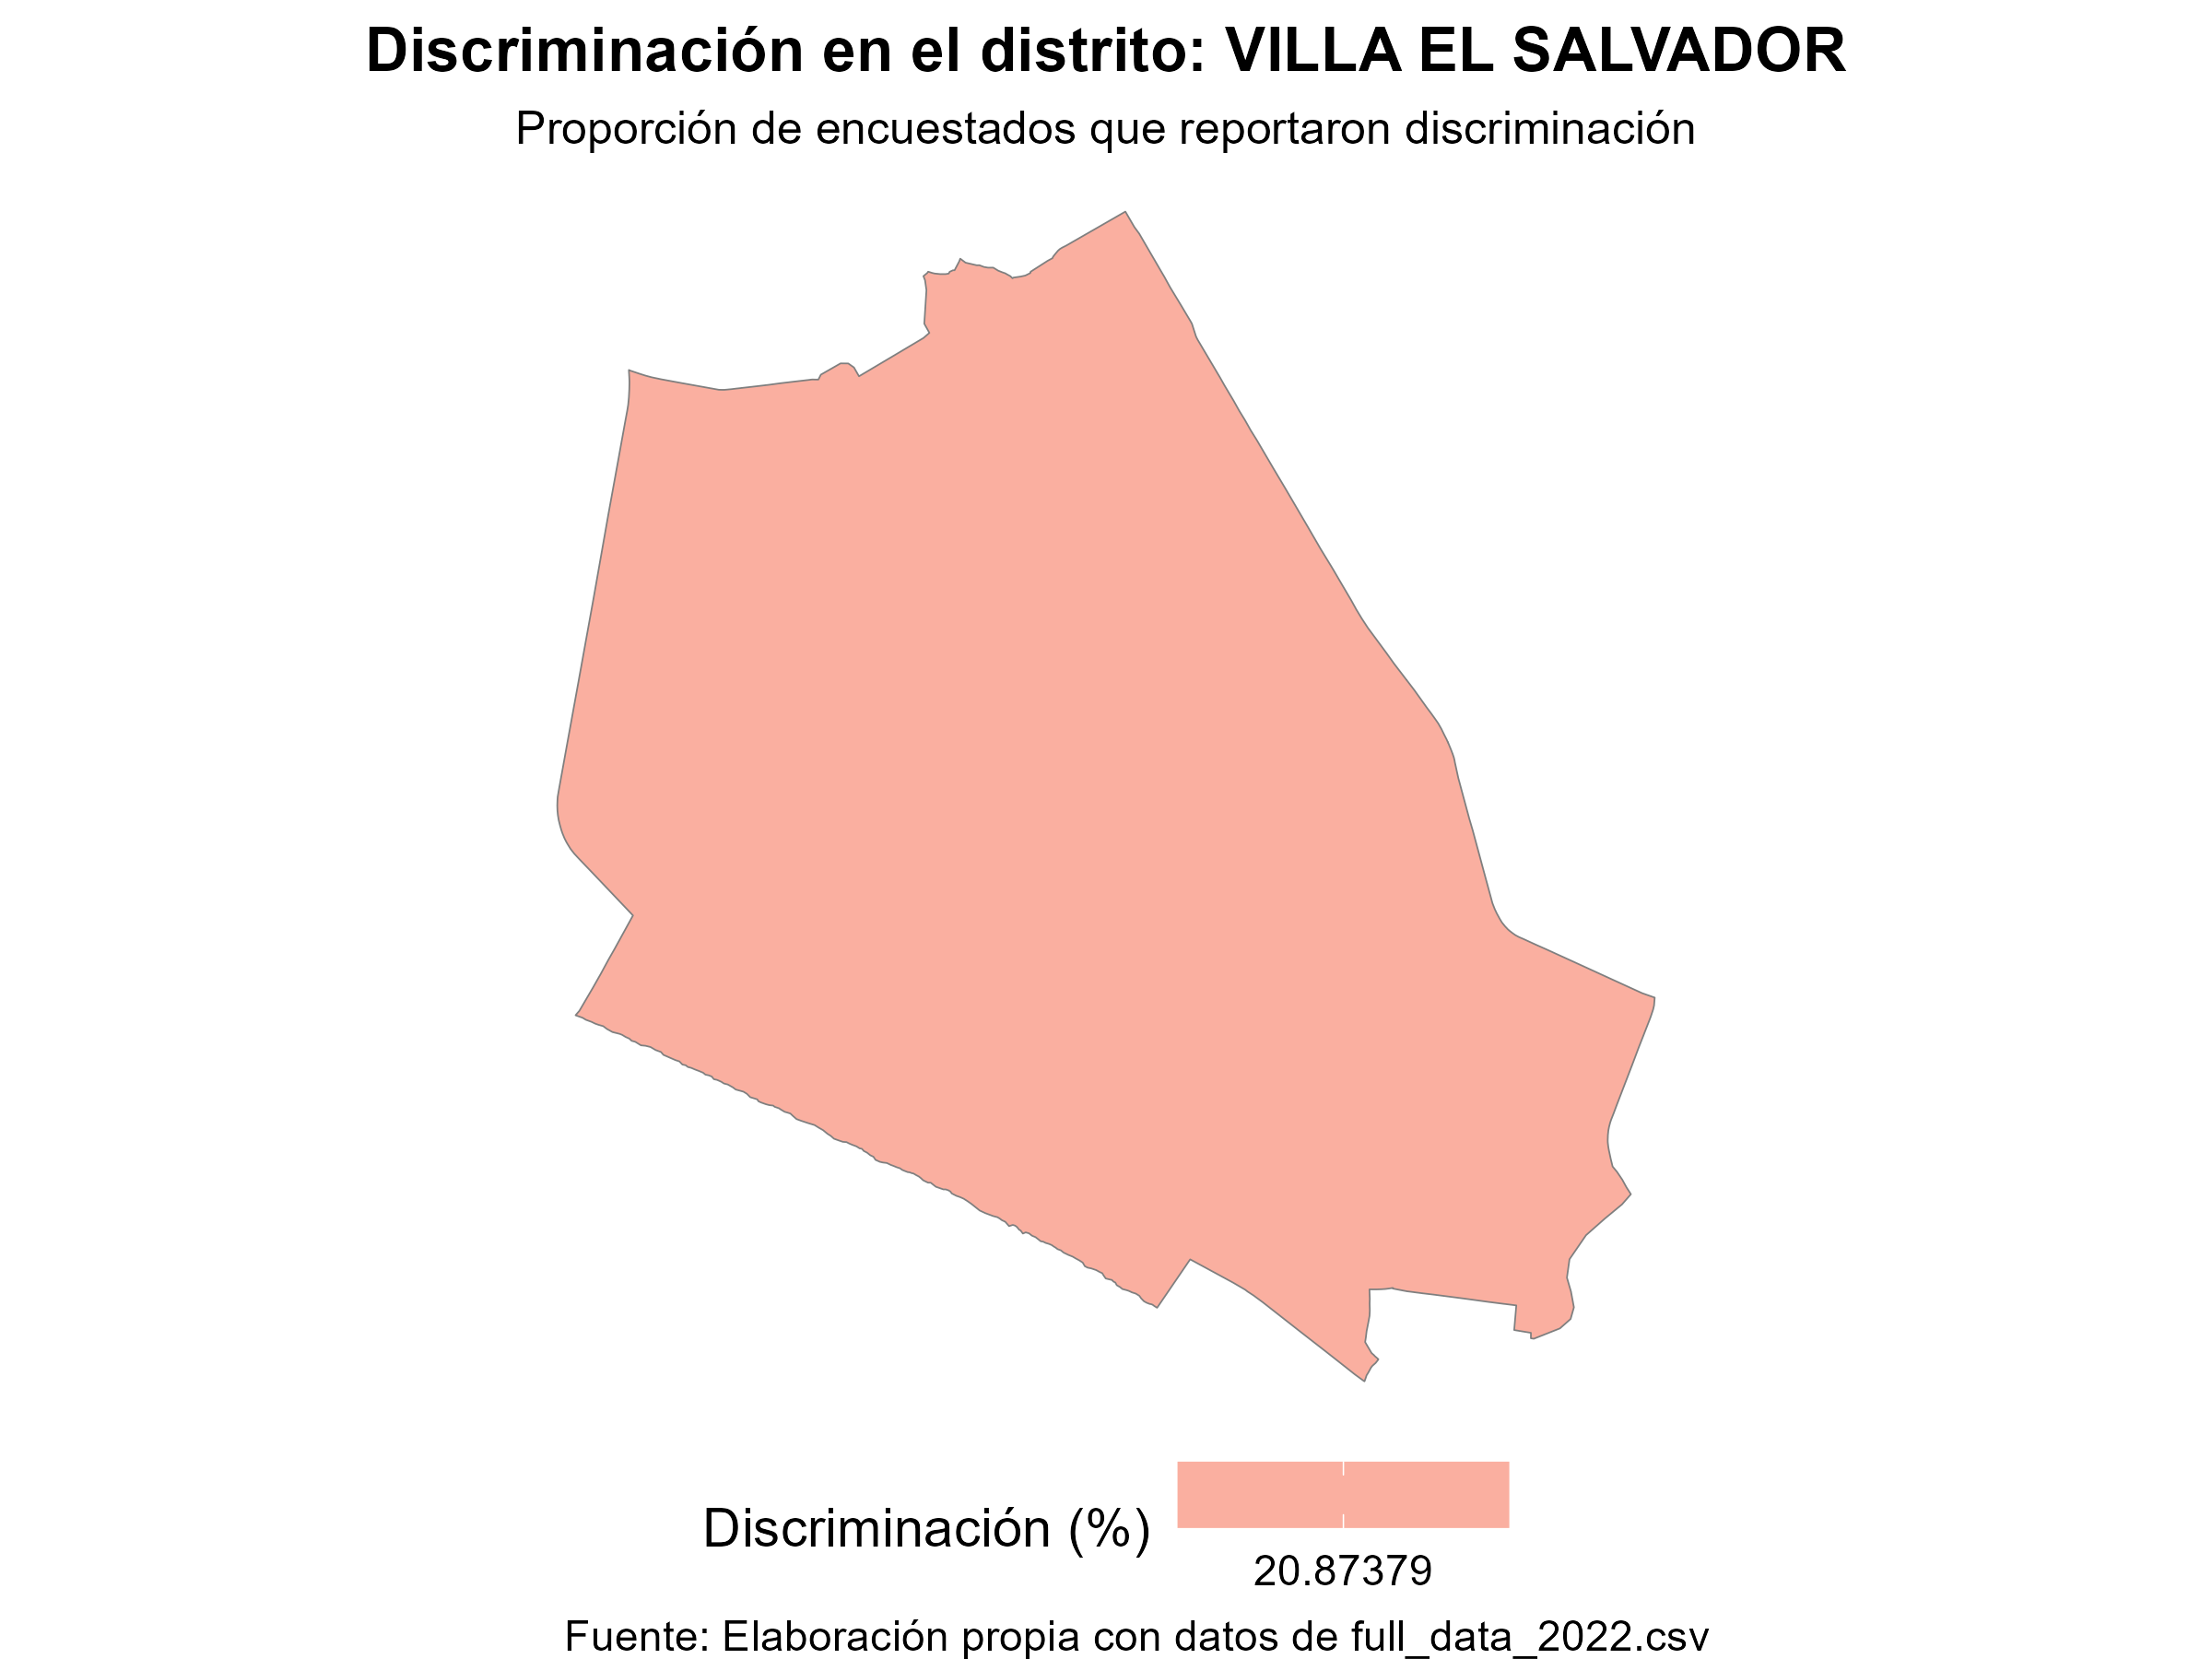 Discriminación en el distrito: VILLA EL SALVADOR
Proporción de encuestados que reportaron discriminación
Discriminación (%)
20.87379
Fuente: Elaboración propia con datos de full_data_2022.csv